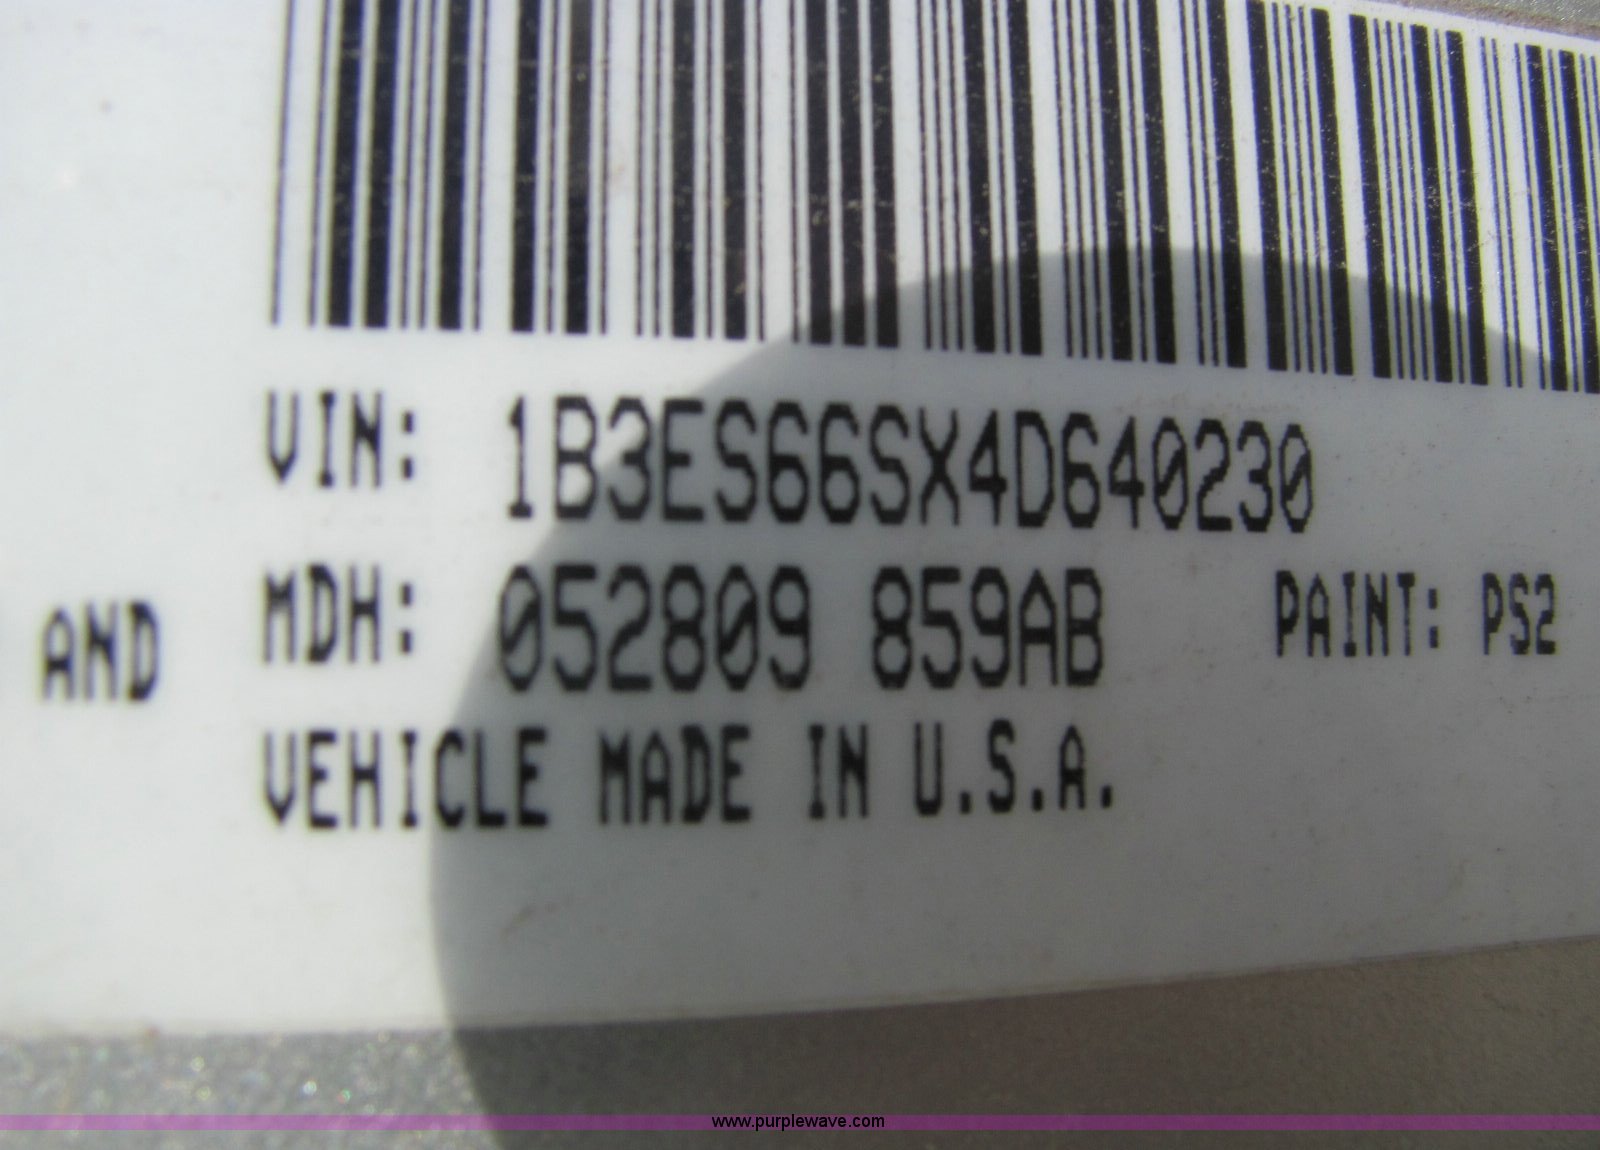 VIN: 1B3ES66SX4D640230
MDH: 052809 859AB PAINT: PS2
AND
VEHICLE MADE IN U.S.A.
www.purplewave.com